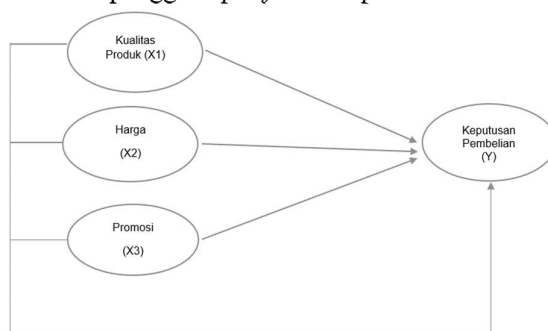 Kualitas
Produk (X1)
Harga
(X2)
Promosi
(X3)
Keputusan
Pembelian
(Y)